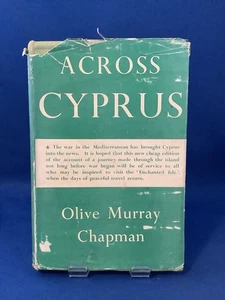 ACROSS
CYPRUS
★ The war in the Mediterranean has brought Cyprus
into the news. It is hoped that this new cheap edition
of the account of a journey made through the island
not long before war began will be of service to all
who may be inspired to visit the "Enchanted Isle"
when the days of peaceful travel return.
Olive Murray
Chapman